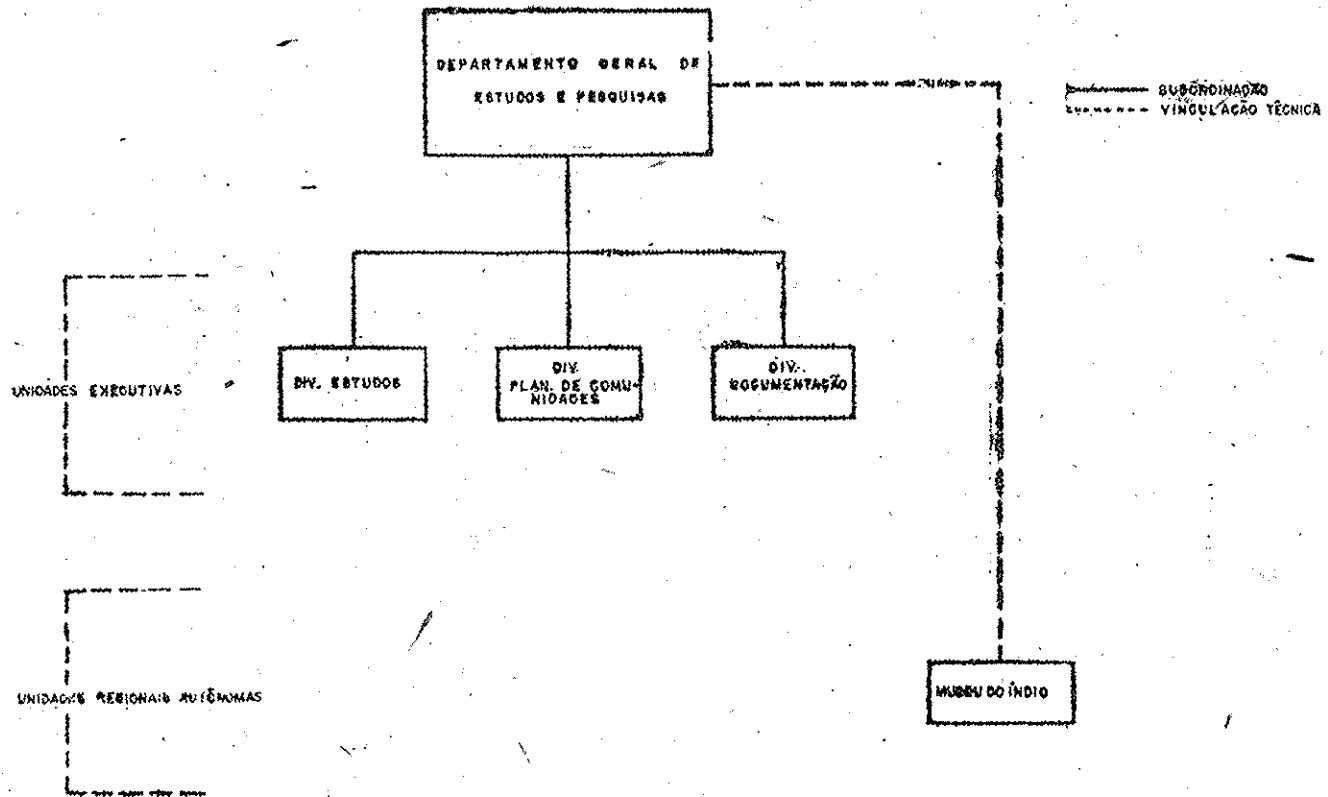 DEPARTAMENTO GERAL DE
ESTUDOS E PESQUISAS
SUBORDINAÇÃO
VINCULAÇÃO TÉCNICA
DIV. ESTUDOS
DIV.
PLAN. DE COMU-
NIDADES
DIV.
DOCUMENTAÇÃO
UNIDADES EXECUTIVAS
UNIDADES REGIONAIS AUTÔNOMAS
MUSEU DO ÍNDIO